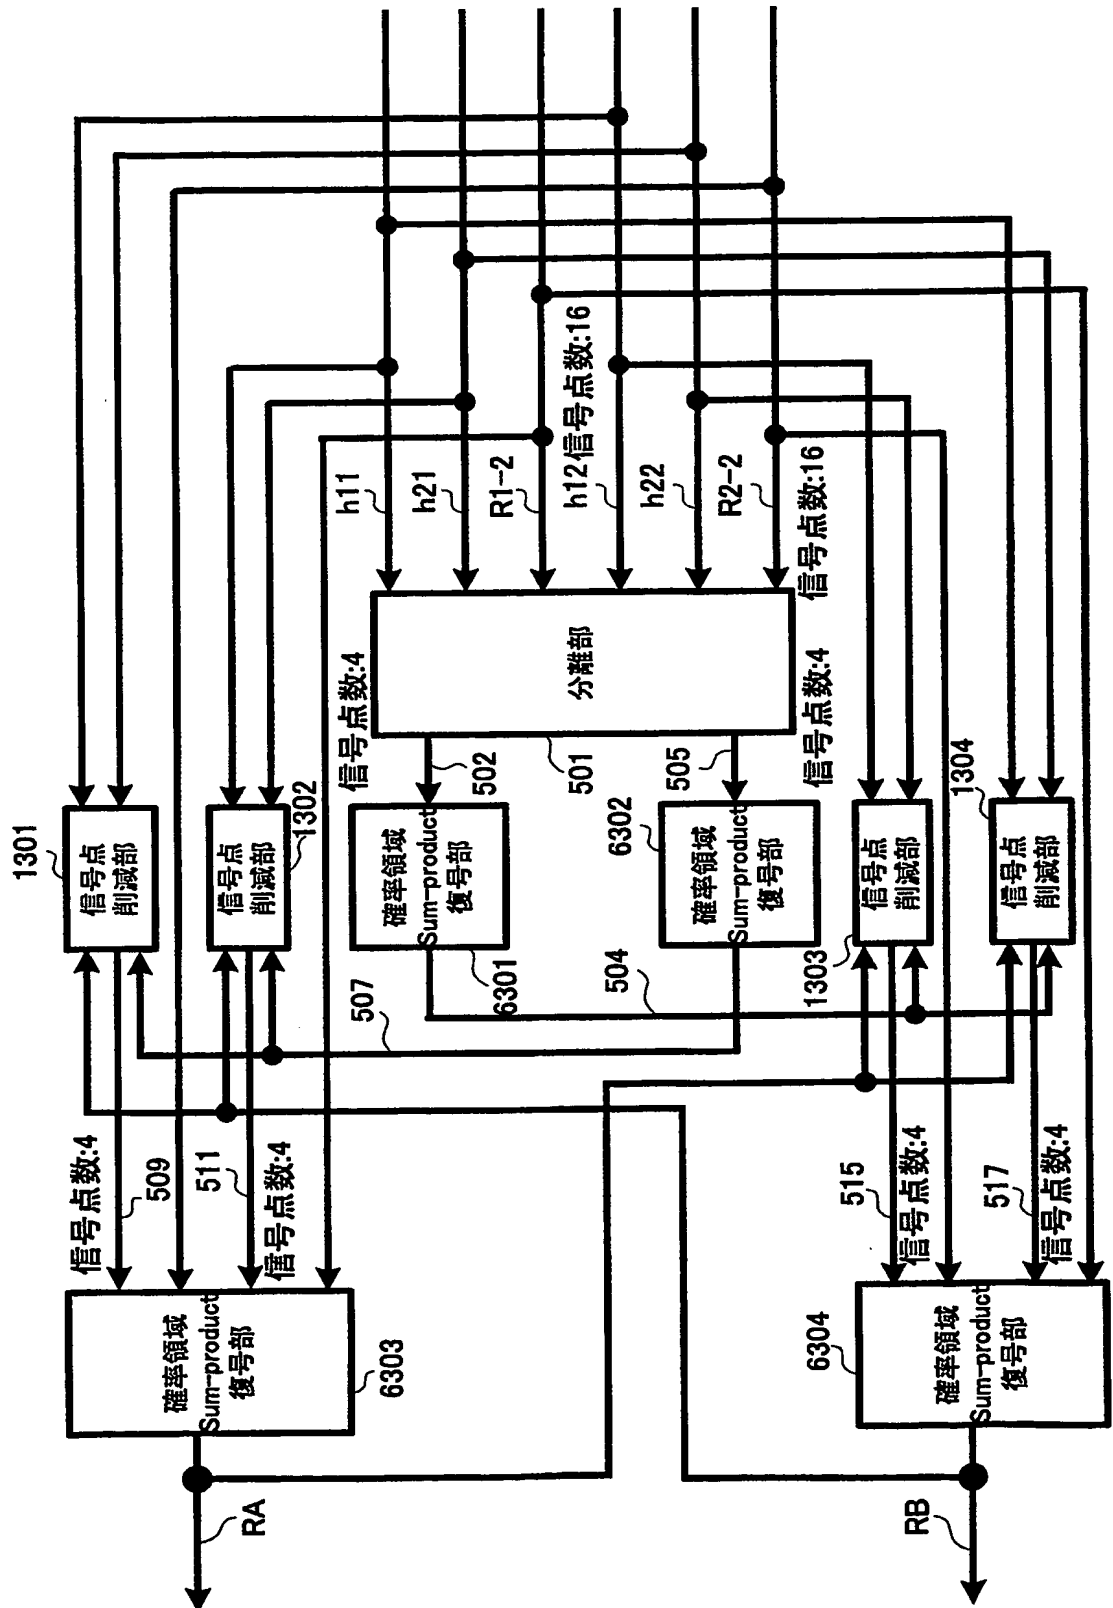 1301
信号点
削減部
1302
信号点
削減部
h11
h21
R1-2
h12
信号点数:16
h22
R2-2
信号点数:16
分離部
501
信号点数:4
502
505
信号点数:4
確率領域
Sum-product
復号部
6301
確率領域
Sum-product
復号部
6302
1303
信号点
削減部
1304
信号点
削減部
507
504
信号点数:4
509
511
信号点数:4
515
信号点数:4
517
信号点数:4
確率領域
Sum-product
復号部
6303
確率領域
Sum-product
復号部
6304
RA
RB